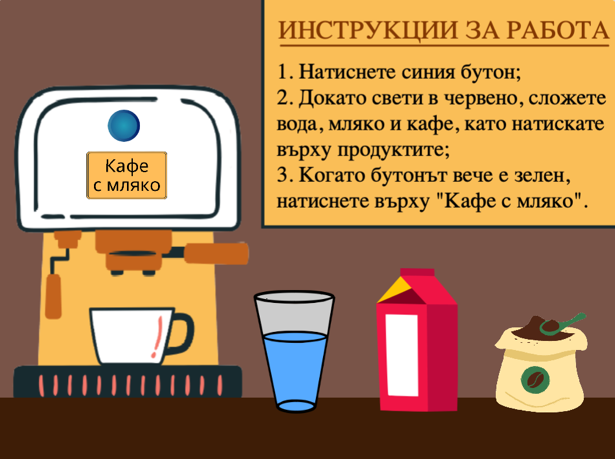 ИНСТРУКЦИИ ЗА РАБОТА
1. Натиснете синия бутон;
2. Докато свети в червено, сложете
вода, мляко и кафе, като натискате
върху продуктите;
3. Когато бутонът вече е зелен,
натиснете върху "Кафе с мляко".
Кафе
с мляко